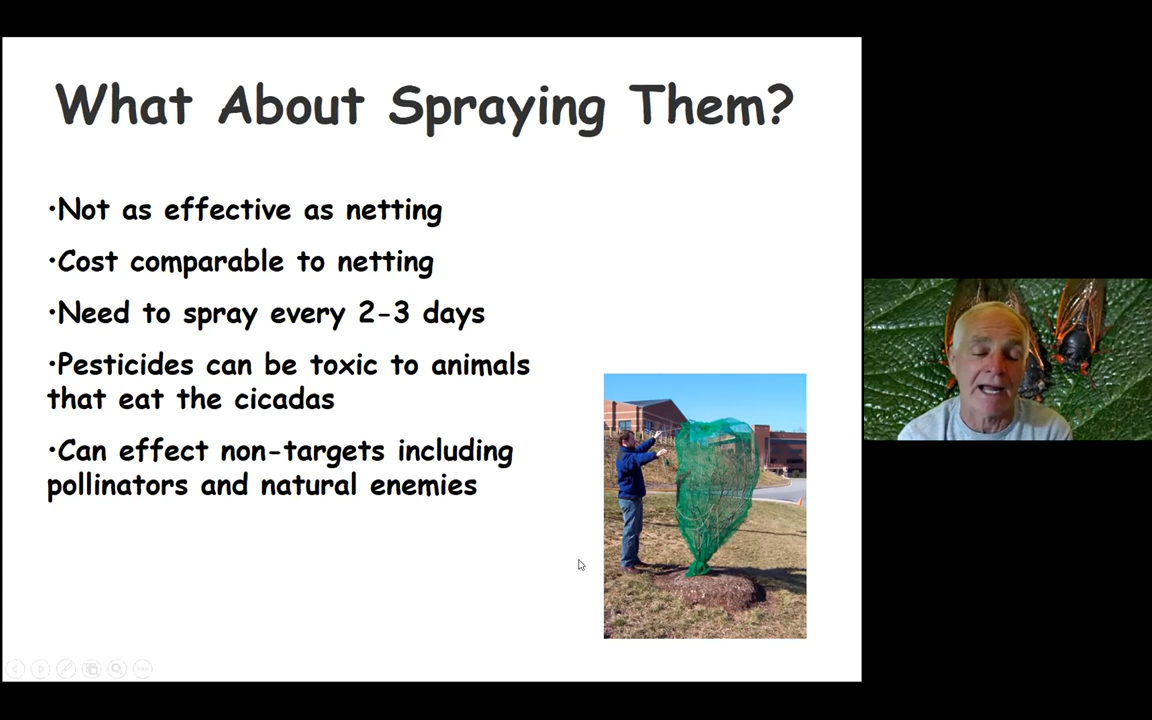 What About Spraying Them?
•Not as effective as netting
•Cost comparable to netting
•Need to spray every 2-3 days
•Pesticides can be toxic to animals
that eat the cicadas
•Can effect non-targets including
pollinators and natural enemies